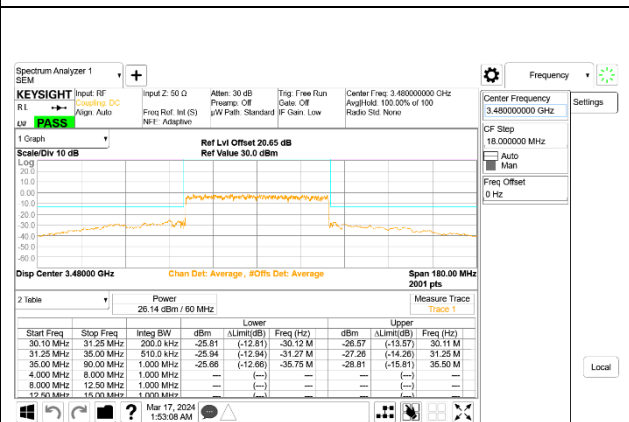 Spectrum Analyzer 1
SEM
+
Frequency
KEYSIGHT Input: RF Input Z: 50 Ω Atten: 30 dB Trig: Free Run Center Freq: 3.480000000 GHz
RL Coupling: DC Preamp: Off Gate: Off Avg|Hold: 100.00% of 100
Align: Auto Freq Ref: Int (S) µW Path: Standard IF Gain: Low Radio Std: None
PASS NFE: Adaptive
Center Frequency
3.480000000 GHz
Settings
CF Step
18.000000 MHz
Auto
Man
Freq Offset
0 Hz
Local
1 Graph
Ref Lvl Offset 20.65 dB
Scale/Div 10 dB Ref Value 30.0 dBm
Log
20.0
10.0
0.00
-10.0
-20.0
-30.0
-40.0
-50.0
-60.0
Disp Center 3.48000 GHz Chan Det: Average , #Offs Det: Average Span 180.00 MHz
2001 pts
2 Table
Power
26.14 dBm / 60 MHz
Measure Trace
Trace 1
Lower Upper
Start Freq Stop Freq Integ BW dBm ΔLimit(dB) Freq (Hz) dBm ΔLimit(dB) Freq (Hz)
30.10 MHz 31.25 MHz 200.0 kHz -25.81 (-12.81) -30.12 M -26.57 (-13.57) 30.11 M
31.25 MHz 35.00 MHz 510.0 kHz -25.94 (-12.94) -31.27 M -27.26 (-14.26) 31.25 M
35.00 MHz 90.00 MHz 1.000 MHz -25.66 (-12.66) -35.75 M -28.81 (-15.81) 35.50 M
4.000 MHz 8.000 MHz 1.000 MHz --- (---) --- --- (---) ---
8.000 MHz 12.50 MHz 1.000 MHz --- (---) --- --- (---) ---
12.50 MHz 15.00 MHz 1.000 MHz --- (---) --- --- (---) ---
? Mar 17, 2024
1:53:08 AM